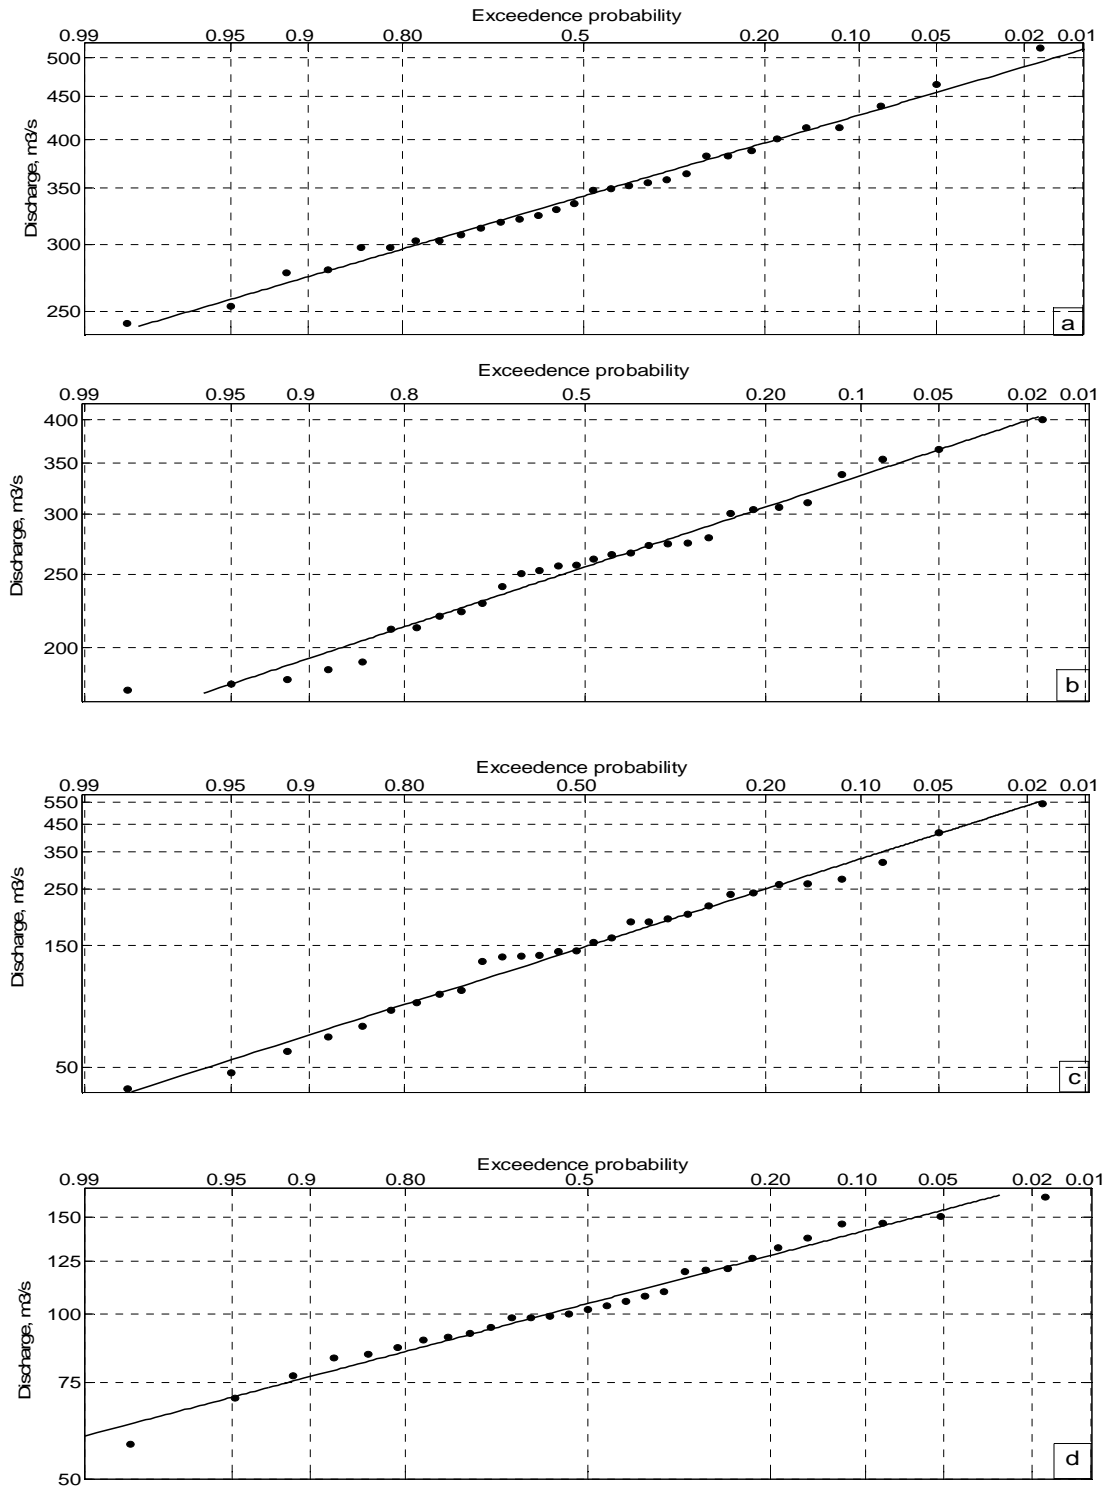 Exceedence probability
0.99 0.95 0.9 0.80 0.5 0.20 0.10 0.05 0.02 0.01
500
450
400
350
300
250
Discharge, m3/s
a
Exceedence probability
0.99 0.95 0.9 0.8 0.5 0.20 0.1 0.05 0.02 0.01
400
350
300
250
200
Discharge, m3/s
b
Exceedence probability
0.99 0.95 0.9 0.80 0.50 0.20 0.10 0.05 0.02 0.01
550
450
350
250
150
50
Discharge, m3/s
c
Exceedence probability
0.99 0.95 0.9 0.80 0.5 0.20 0.10 0.05 0.02 0.01
150
125
100
75
50
Discharge, m3/s
d